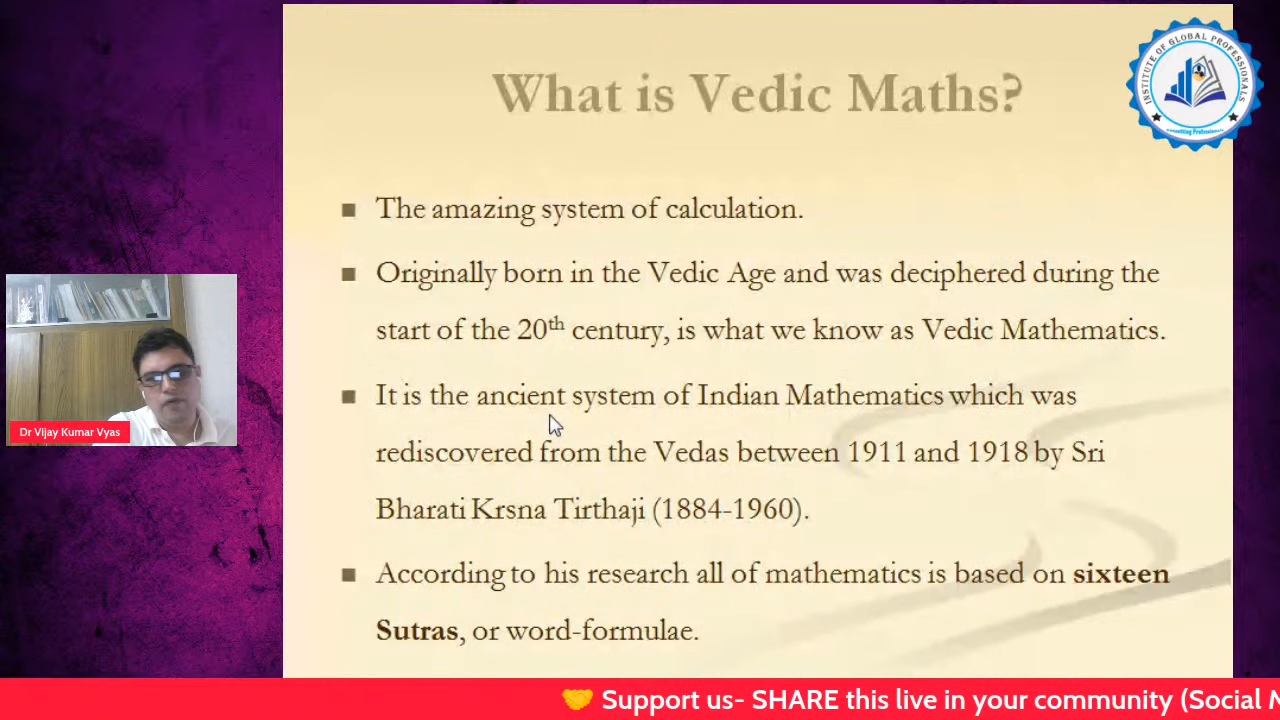 What is Vedic Maths?
INSTITUTE OF GLOBAL PROFESSIONALS
■ The amazing system of calculation.
■ Originally born in the Vedic Age and was deciphered during the
start of the 20th century, is what we know as Vedic Mathematics.
■ It is the ancient system of Indian Mathematics which was
rediscovered from the Vedas between 1911 and 1918 by Sri
Bharati Krsna Tirthaji (1884-1960).
■ According to his research all of mathematics is based on sixteen
Sutras, or word-formulae.
Dr Vijay Kumar Vyas
🤝 Support us- SHARE this live in your community (Social M